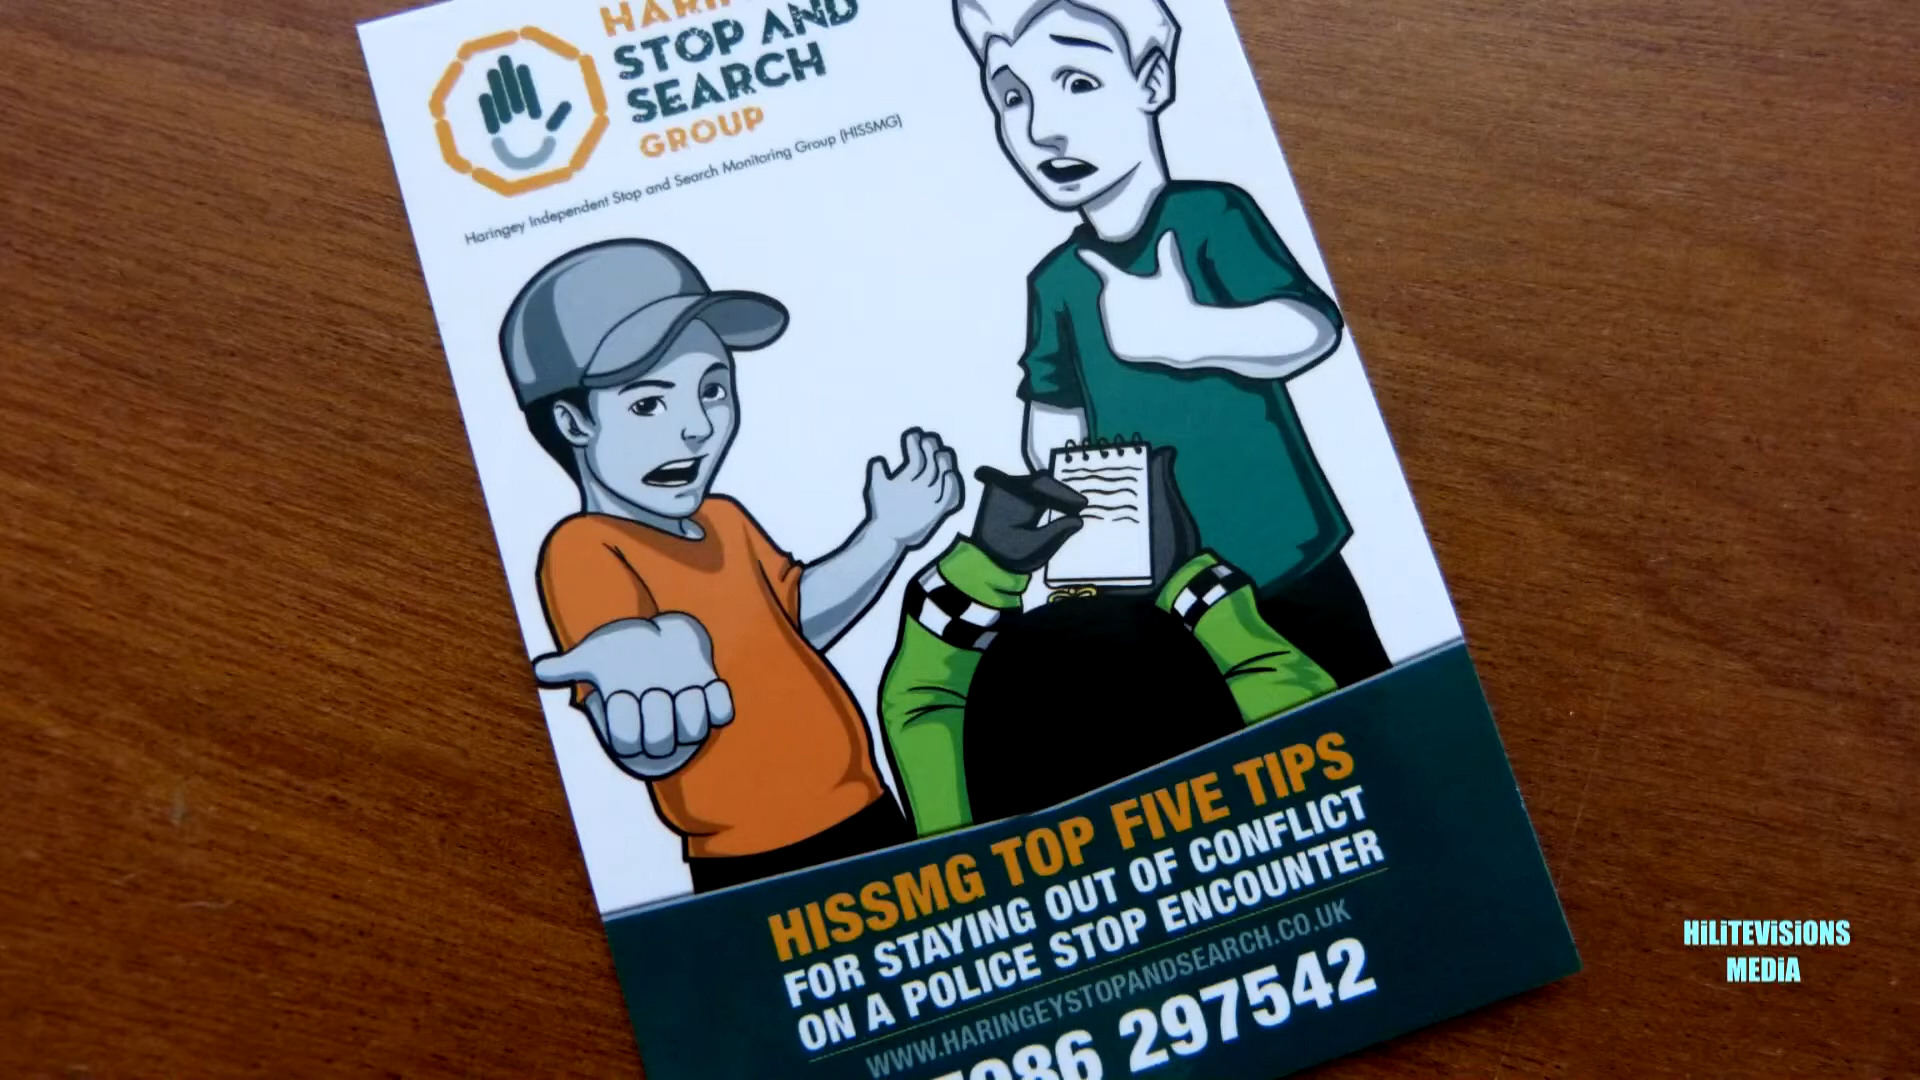 STOP AND
SEARCH
GROUP
Haringey Independent Stop and Search Monitoring Group (HISSMG)
HISSMG TOP FIVE TIPS
FOR STAYING OUT OF CONFLICT
ON A POLICE STOP ENCOUNTER
WWW.HARINGEYSTOPANDSEARCH.CO.UK
297542
HiLiTEViSiONS
MEDiA